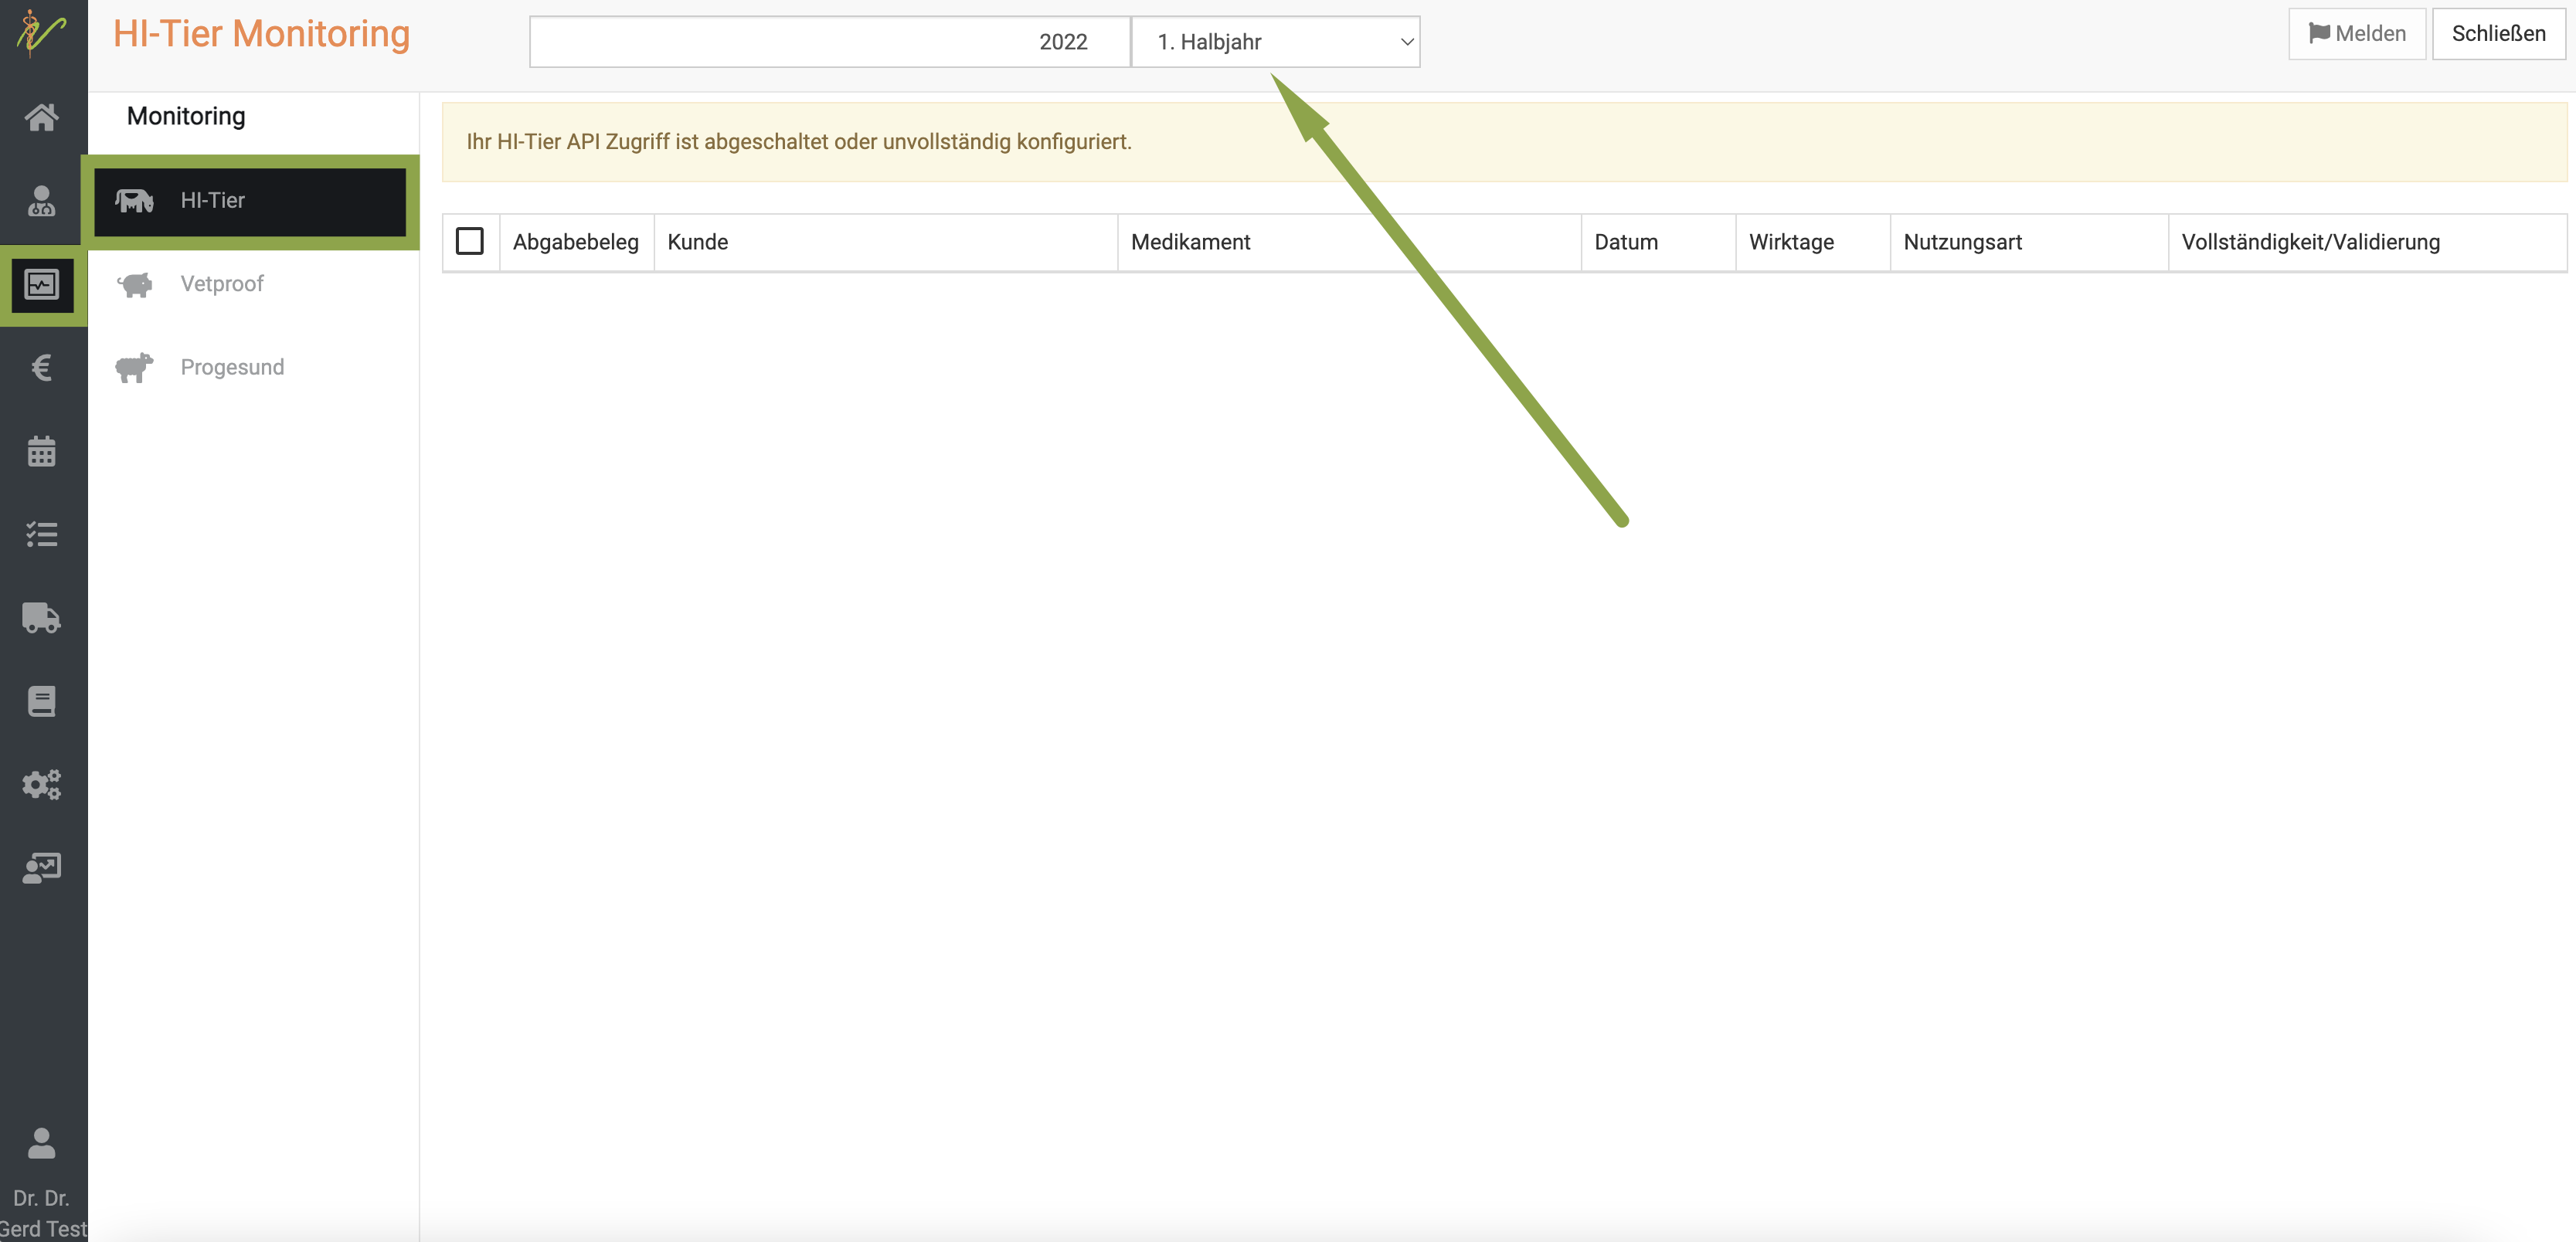 HI-Tier Monitoring
2022
1. Halbjahr
Melden
Schließen
Monitoring
HI-Tier
Vetproof
Progesund
Ihr HI-Tier API Zugriff ist abgeschaltet oder unvollständig konfiguriert.
Abgabebeleg Kunde Medikament Datum Wirktage Nutzungsart Vollständigkeit/Validierung
€
Dr. Dr.
Gerd Test